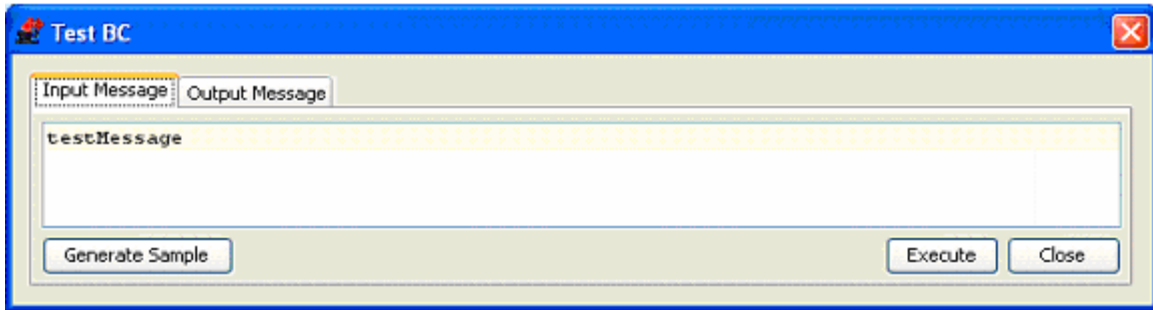 Test BC
Input Message Output Message
testMessage
Generate Sample Execute Close